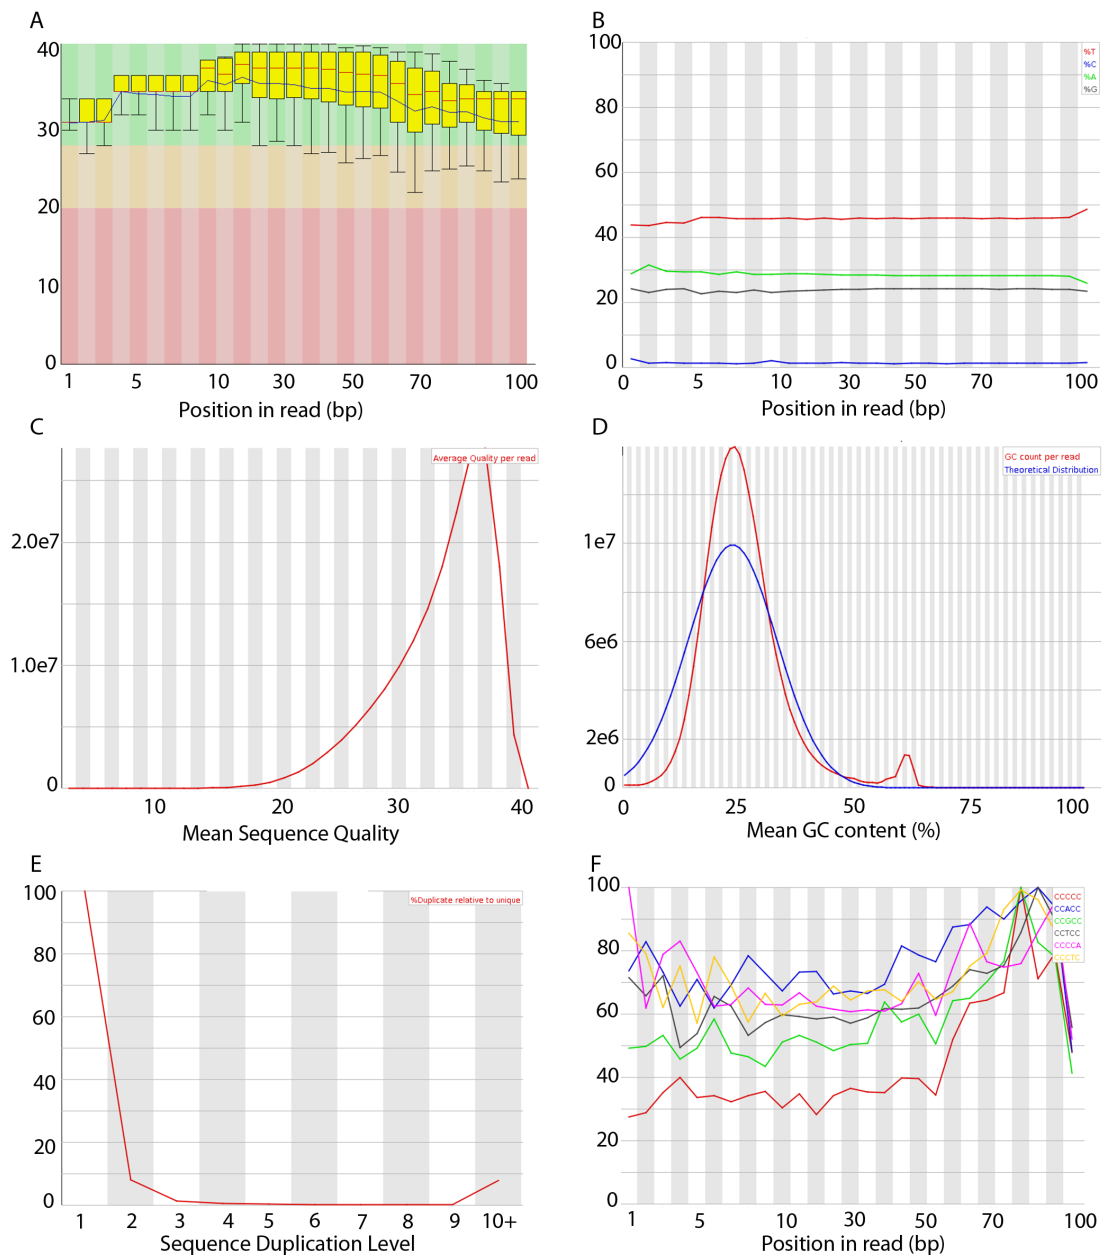 A
40
30
20
10
0
1 5 10 30 50 70 100
Position in read (bp)
B
100
80
60
40
20
0
%T
%C
%A
%G
0 5 10 30 50 70 100
Position in read (bp)
C
Average Quality per read
2.0e7
1.0e7
0
10 20 30 40
Mean Sequence Quality
D
GC count per read
Theoretical Distribution
1e7
6e6
2e6
0
0 25 50 75 100
Mean GC content (%)
E
100
80
60
40
20
0
%Duplicate relative to unique
1 2 3 4 5 6 7 8 9 10+
Sequence Duplication Level
F
100
80
60
40
20
0
CCCCC
CCACC
CCGCC
CCTCC
CCCCA
CCCTC
1 5 10 30 50 70 100
Position in read (bp)